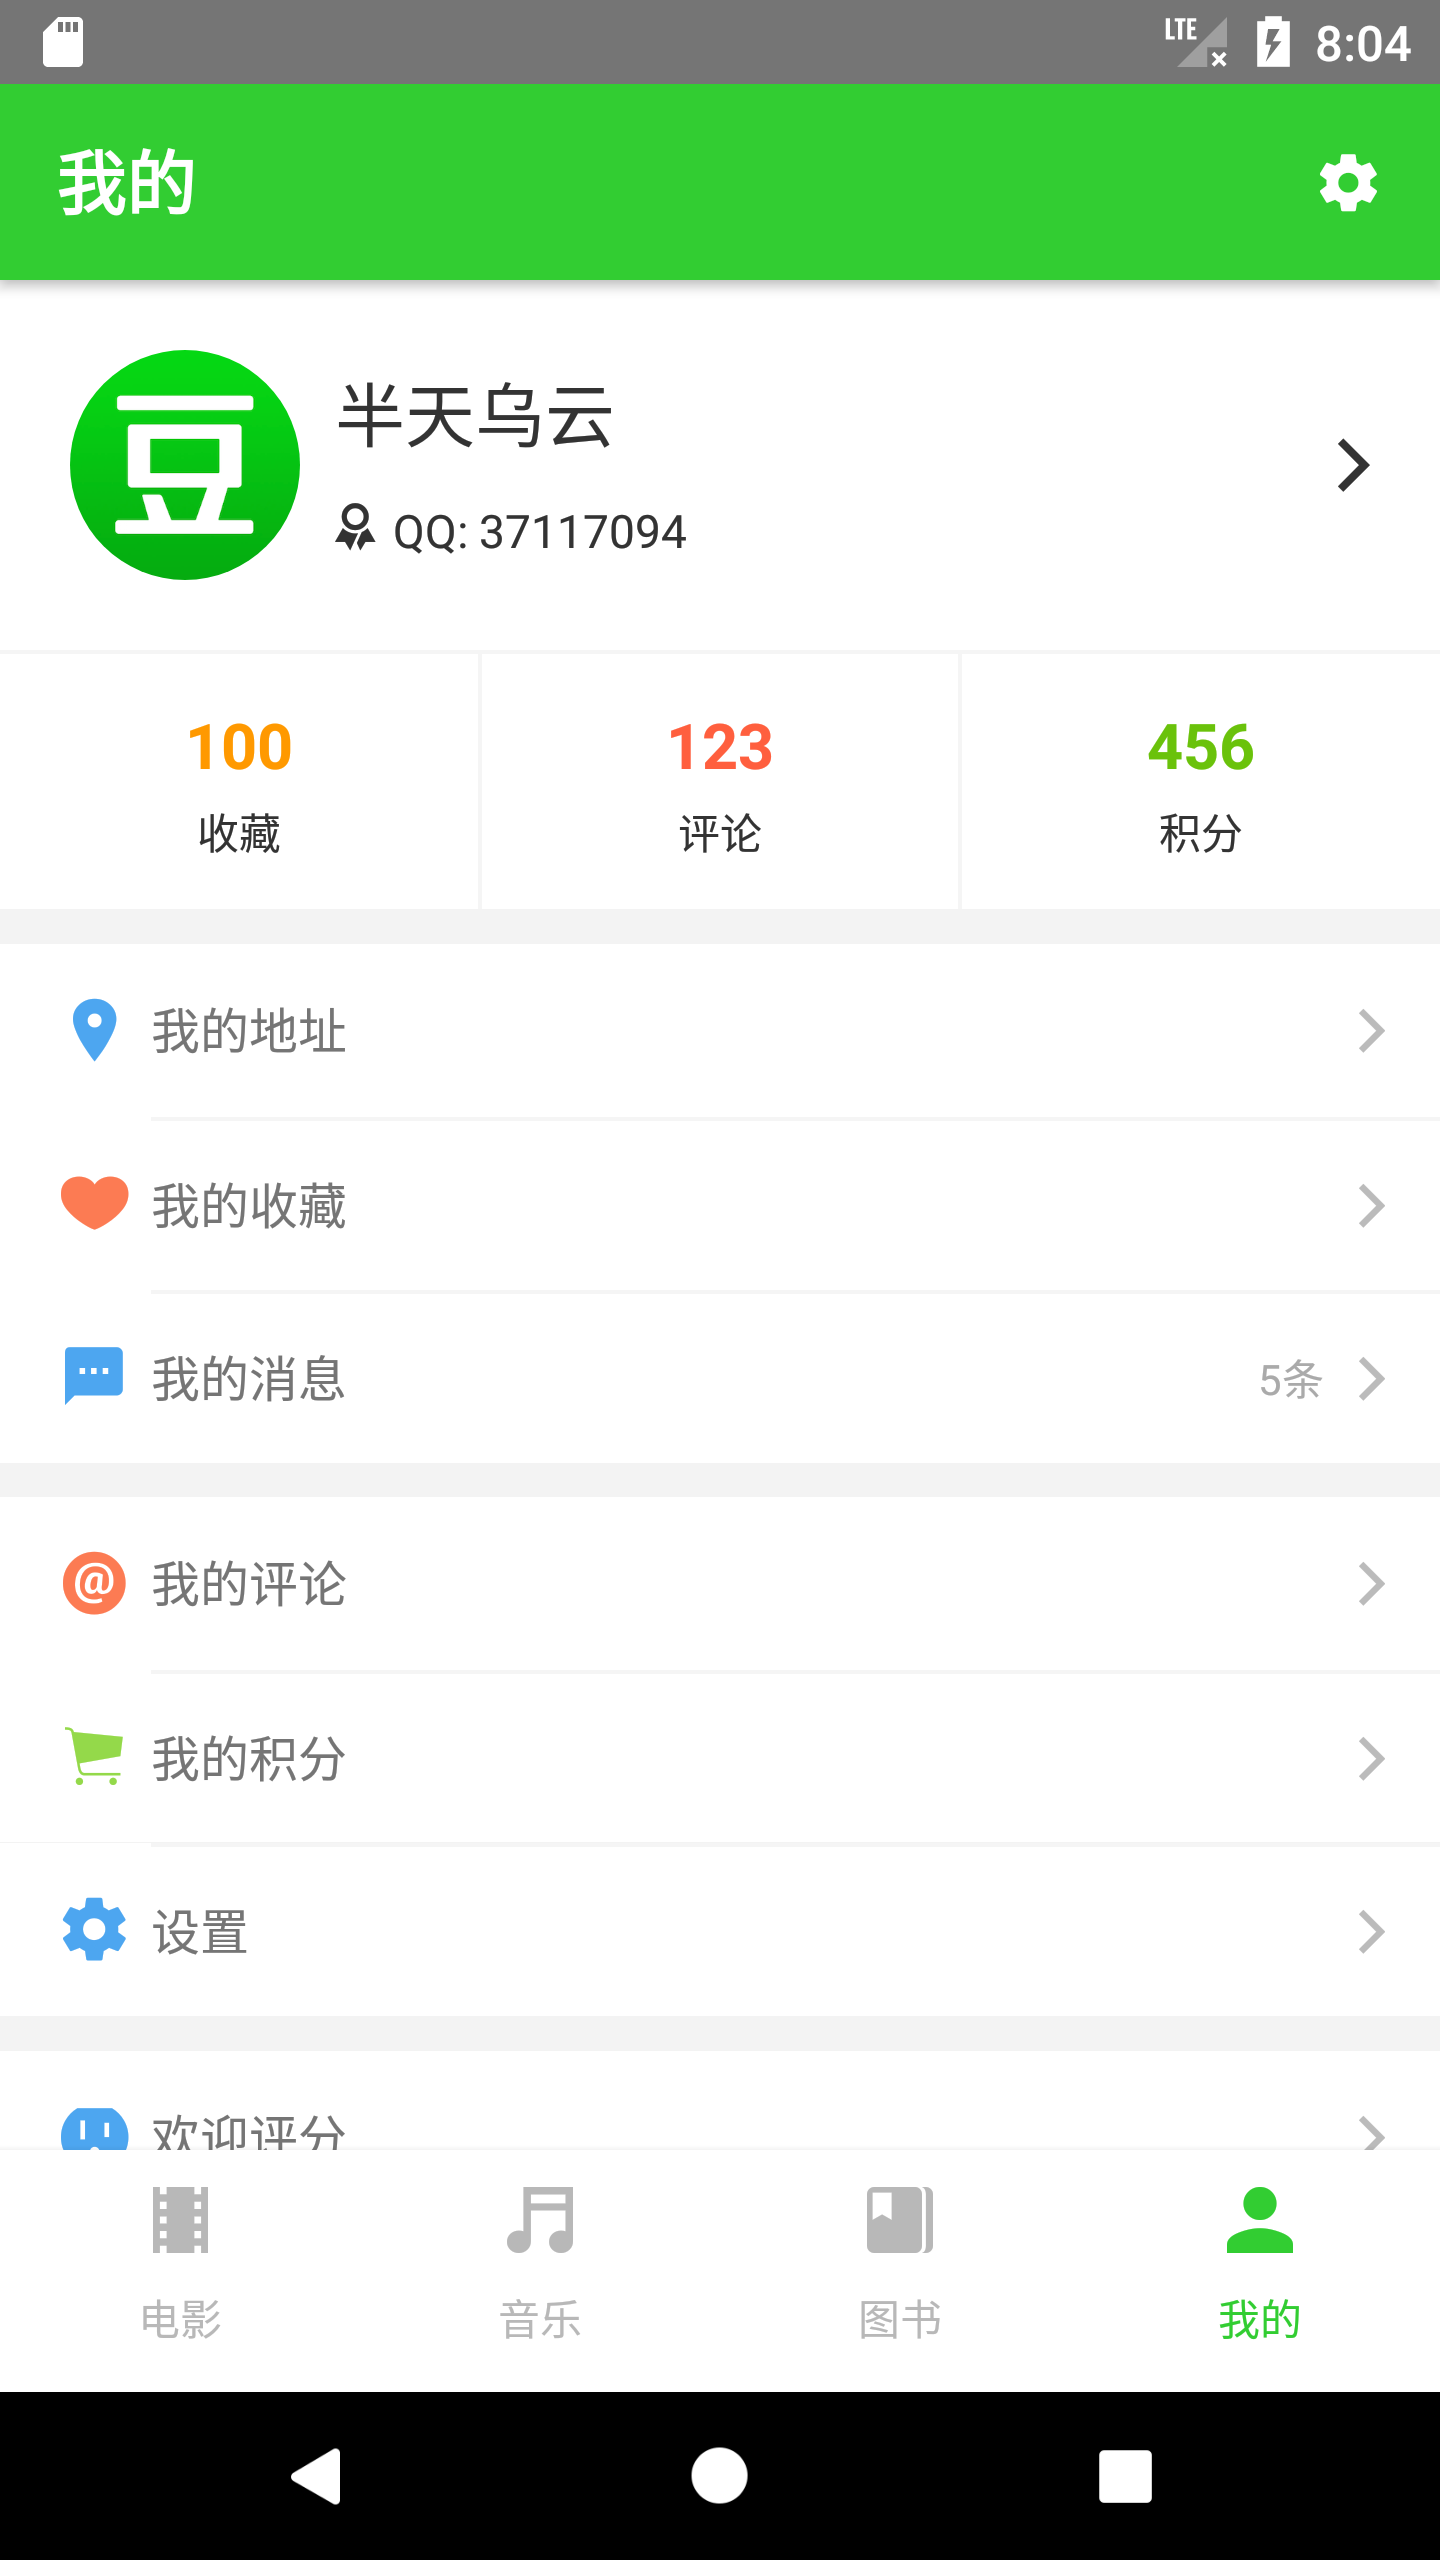 LTE 8:04
我的
豆
半天乌云
QQ: 37117094
100 123 456
收藏 评论 积分
我的地址
我的收藏
我的消息 5条
@ 我的评论
我的积分
设置
欢迎评分
电影 音乐 图书 我的